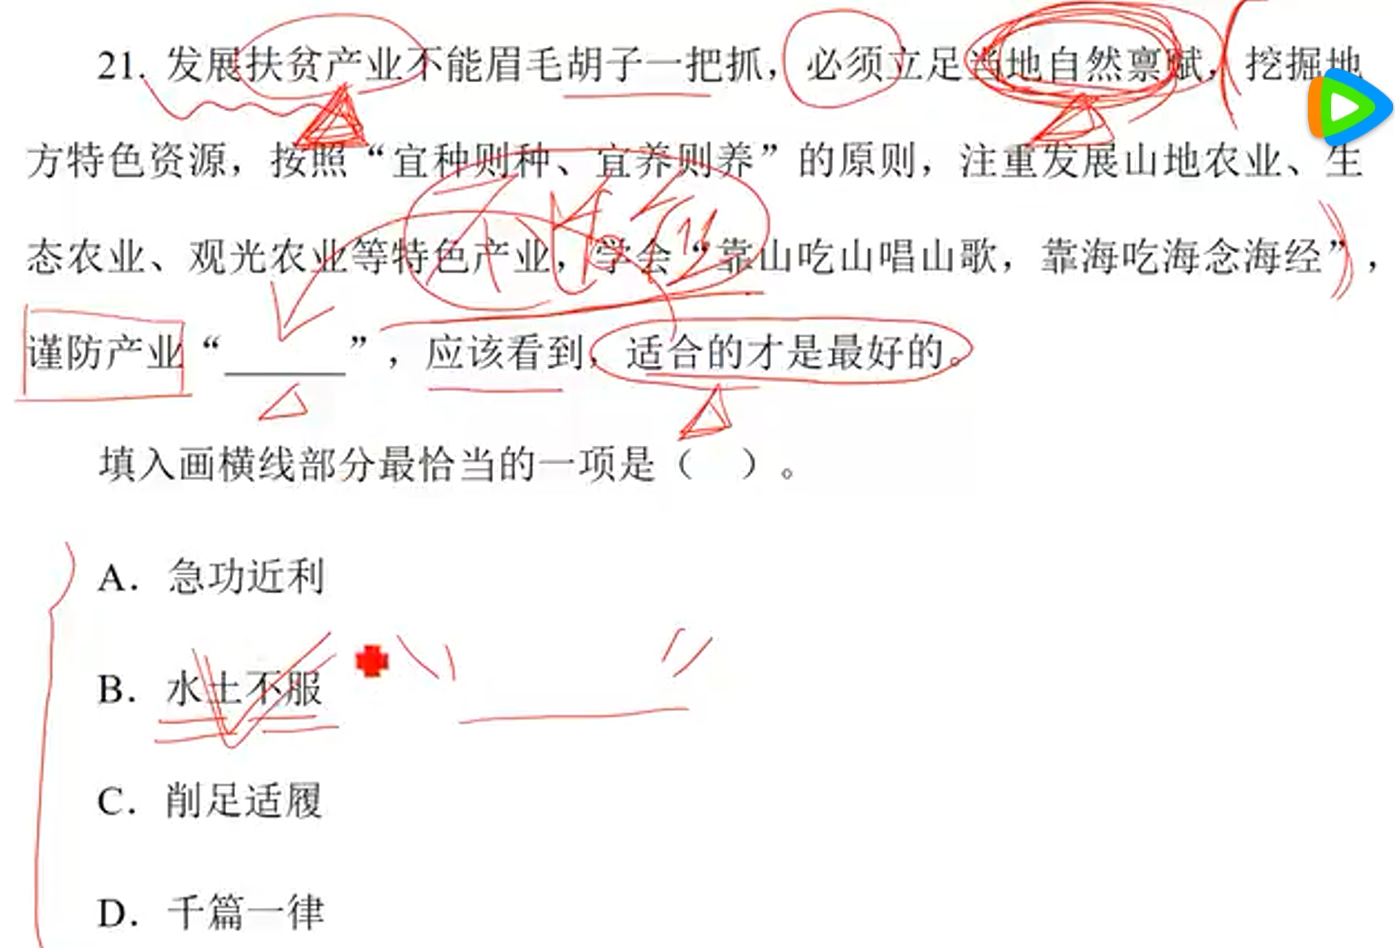 21. 发展扶贫产业不能眉毛胡子一把抓，必须立足当地自然禀赋，挖掘地
方特色资源，按照“宜种则种、宜养则养”的原则，注重发展山地农业、生
态农业、观光农业等特色产业，学会“靠山吃山唱山歌，靠海吃海念海经”，
谨防产业“______”，应该看到，适合的才是最好的。
填入画横线部分最恰当的一项是（　）。
A. 急功近利
B. 水土不服
C. 削足适履
D. 千篇一律